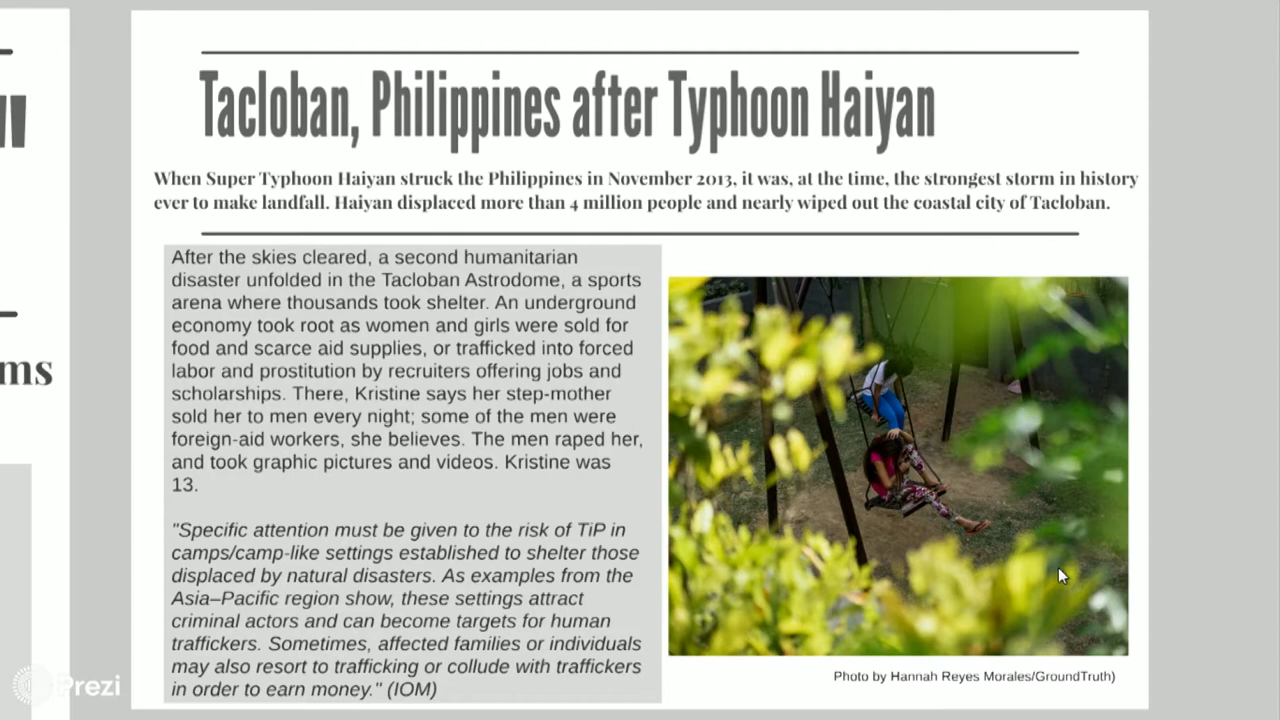 Tacloban, Philippines after Typhoon Haiyan
When Super Typhoon Haiyan struck the Philippines in November 2013, it was, at the time, the strongest storm in history
ever to make landfall. Haiyan displaced more than 4 million people and nearly wiped out the coastal city of Tacloban.
After the skies cleared, a second humanitarian
disaster unfolded in the Tacloban Astrodome, a sports
arena where thousands took shelter. An underground
economy took root as women and girls were sold for
food and scarce aid supplies, or trafficked into forced
labor and prostitution by recruiters offering jobs and
scholarships. There, Kristine says her step-mother
sold her to men every night; some of the men were
foreign-aid workers, she believes. The men raped her,
and took graphic pictures and videos. Kristine was
13.
"Specific attention must be given to the risk of TiP in
camps/camp-like settings established to shelter those
displaced by natural disasters. As examples from the
Asia–Pacific region show, these settings attract
criminal actors and can become targets for human
traffickers. Sometimes, affected families or individuals
may also resort to trafficking or collude with traffickers
in order to earn money." (IOM)
Photo by Hannah Reyes Morales/GroundTruth)
ms
Prezi